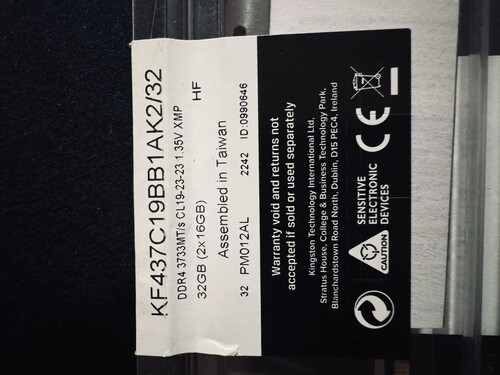 KF437C19BB1AK2/32
DDR4 3733MT/s CL19-23-23 1.35V XMP
32GB (2x16GB)
HF
Assembled in Taiwan
32 PM012AL 2242 ID:0990646
Warranty void and returns not
accepted if sold or used separately
Kingston Technology International Ltd,
Stratus House, College & Business Technology Park,
Blanchardstown Road North, Dublin, D15 PEC4, Ireland
CAUTION
SENSITIVE
ELECTRONIC
DEVICES
CE